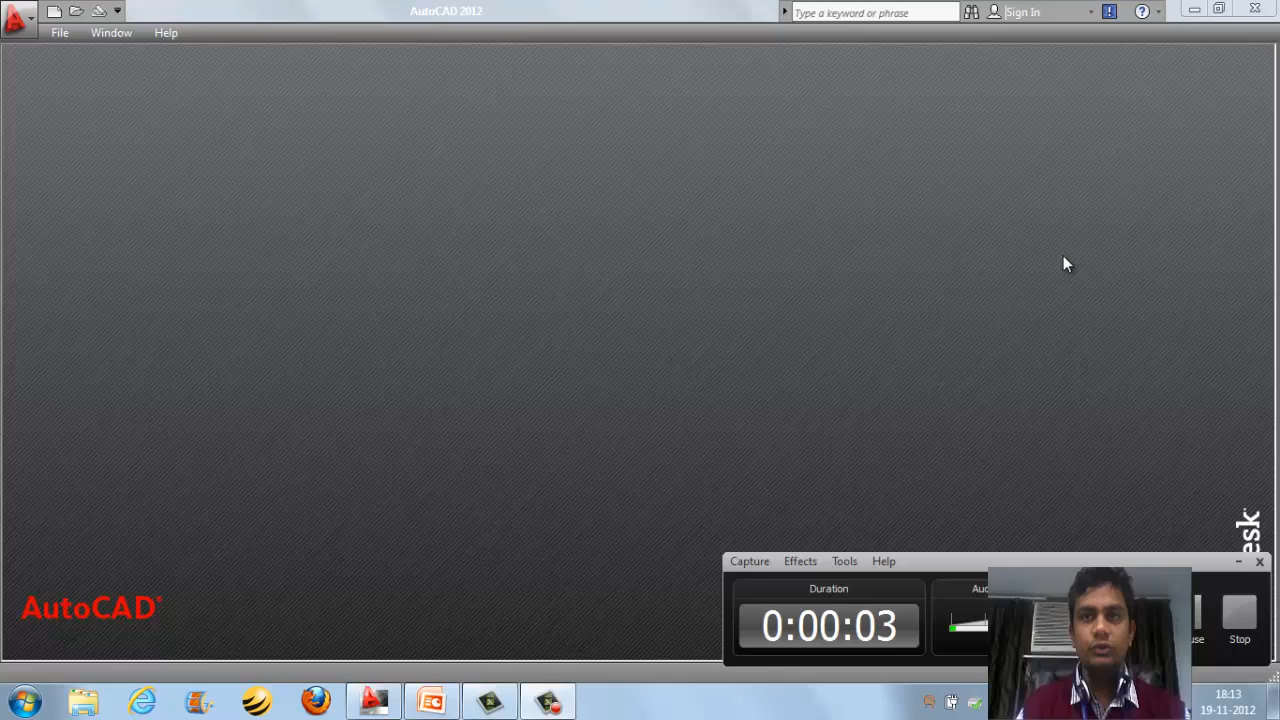 AutoCAD 2012
Type a keyword or phrase
Sign In
File Window Help
esk
AutoCAD
Capture Effects Tools Help
Duration
0:00:03
Stop
18:13
19-11-2012